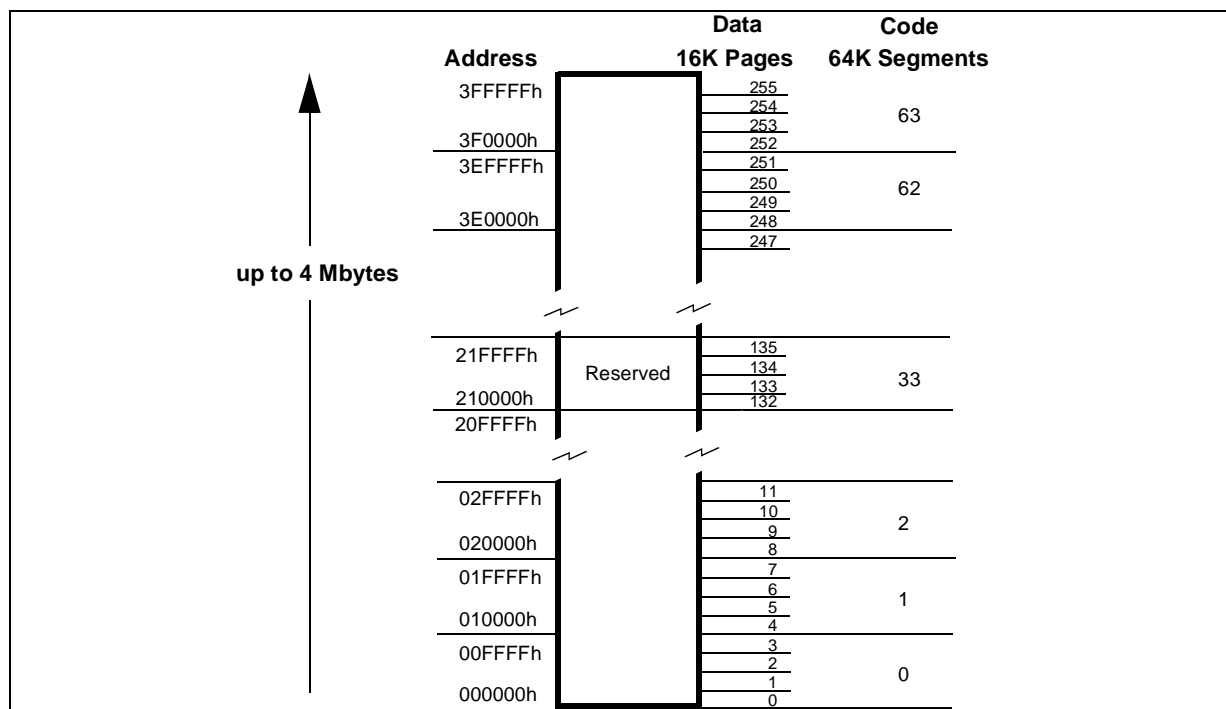 Data Code
Address 16K Pages 64K Segments
3FFFFFh 255
254
63
253
3F0000h 252
3EFFFFh 251
250
62
249
3E0000h 248
247
up to 4 Mbytes
21FFFFh 135
Reserved 134 33
133
210000h 132
20FFFFh
02FFFFh 11
10
2
020000h 9
8
01FFFFh 7
6
1
010000h 5
4
00FFFFh 3
2
0
000000h 1
0